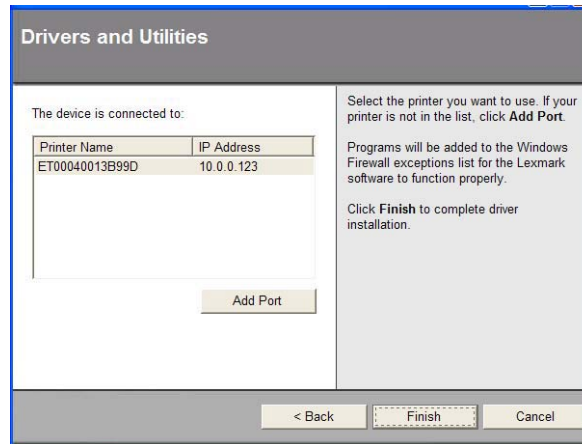 Drivers and Utilities
The device is connected to:
Printer Name IP Address
ET00040013B99D 10.0.0.123
Add Port
Select the printer you want to use. If your
printer is not in the list, click Add Port.
Programs will be added to the Windows
Firewall exceptions list for the Lexmark
software to function properly.
Click Finish to complete driver
installation.
< Back Finish Cancel